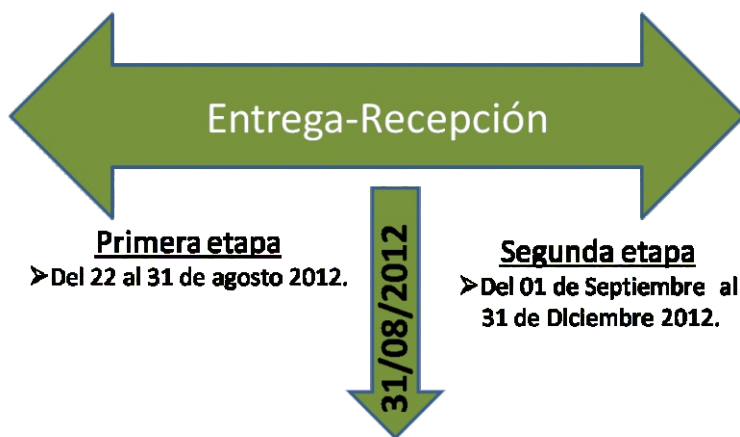 Entrega-Recepción
Primera etapa
➢Del 22 al 31 de agosto 2012.
31/08/2012
Segunda etapa
➢Del 01 de Septiembre al
31 de Diciembre 2012.